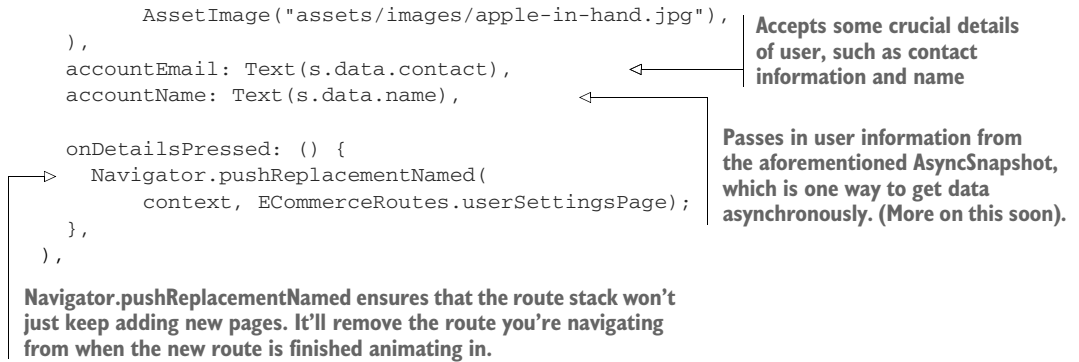 AssetImage("assets/images/apple-in-hand.jpg"),
),
accountEmail: Text(s.data.contact),
accountName: Text(s.data.name),
onDetailsPressed: () {
Navigator.pushReplacementNamed(
context, ECommerceRoutes.userSettingsPage);
},
),
Accepts some crucial details
of user, such as contact
information and name
Passes in user information from
the aforementioned AsyncSnapshot,
which is one way to get data
asynchronously. (More on this soon).
Navigator.pushReplacementNamed ensures that the route stack won't
just keep adding new pages. It'll remove the route you're navigating
from when the new route is finished animating in.